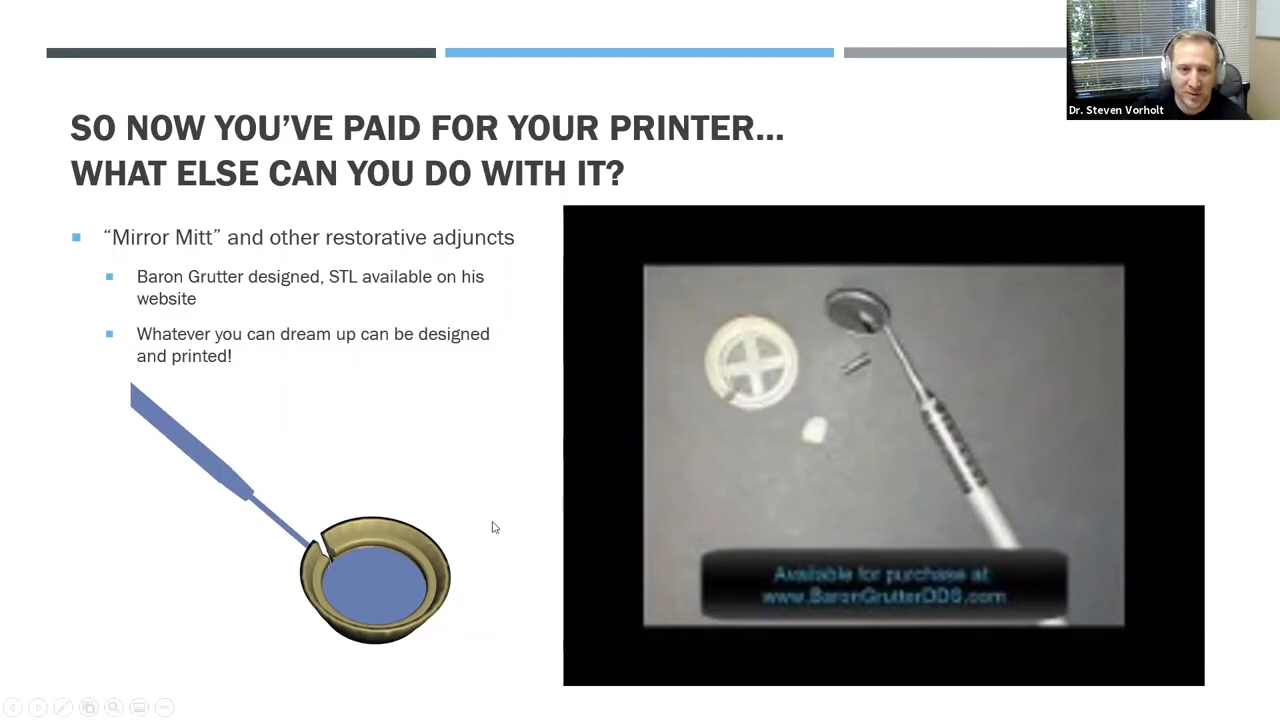 Dr. Steven Vorholt
SO NOW YOU'VE PAID FOR YOUR PRINTER...
WHAT ELSE CAN YOU DO WITH IT?
“Mirror Mitt” and other restorative adjuncts
Baron Grutter designed, STL available on his
website
Whatever you can dream up can be designed
and printed!
Available for purchase at
www.BaronGrutterDDS.com